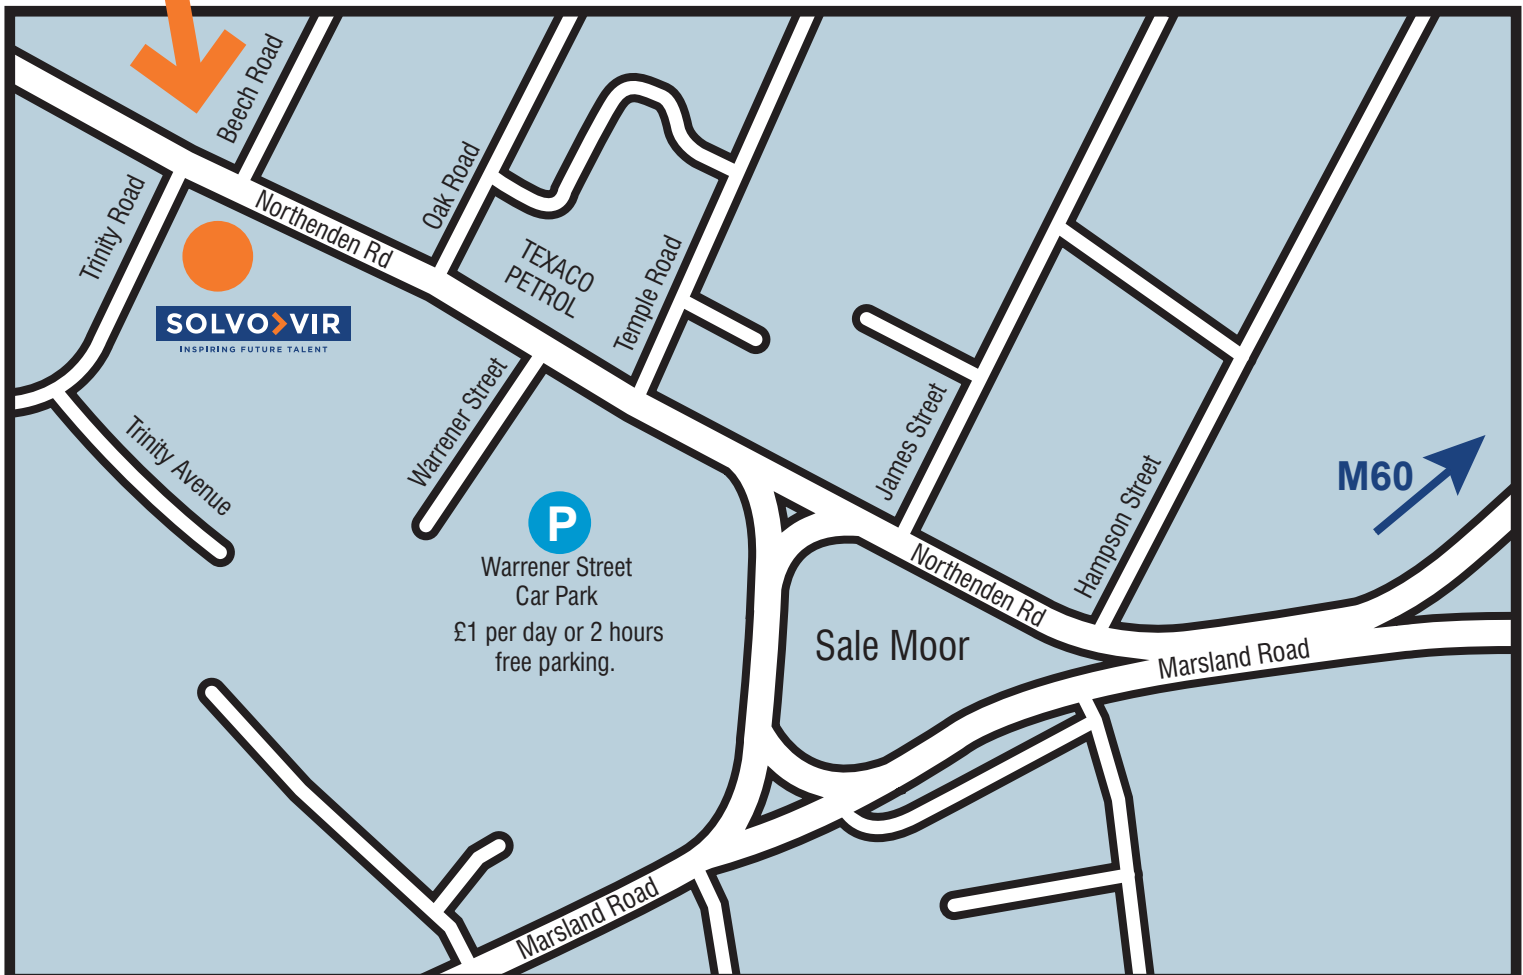 Beech Road
Trinity Road
Northenden Rd
Oak Road
TEXACO
PETROL
Temple Road
SOLVO>VIR
INSPIRING FUTURE TALENT
Warrener Street
Trinity Avenue
James Street
Hampson Street
M60
P
Warrener Street
Car Park
£1 per day or 2 hours
free parking.
Northenden Rd
Sale Moor
Marsland Road
Marsland Road